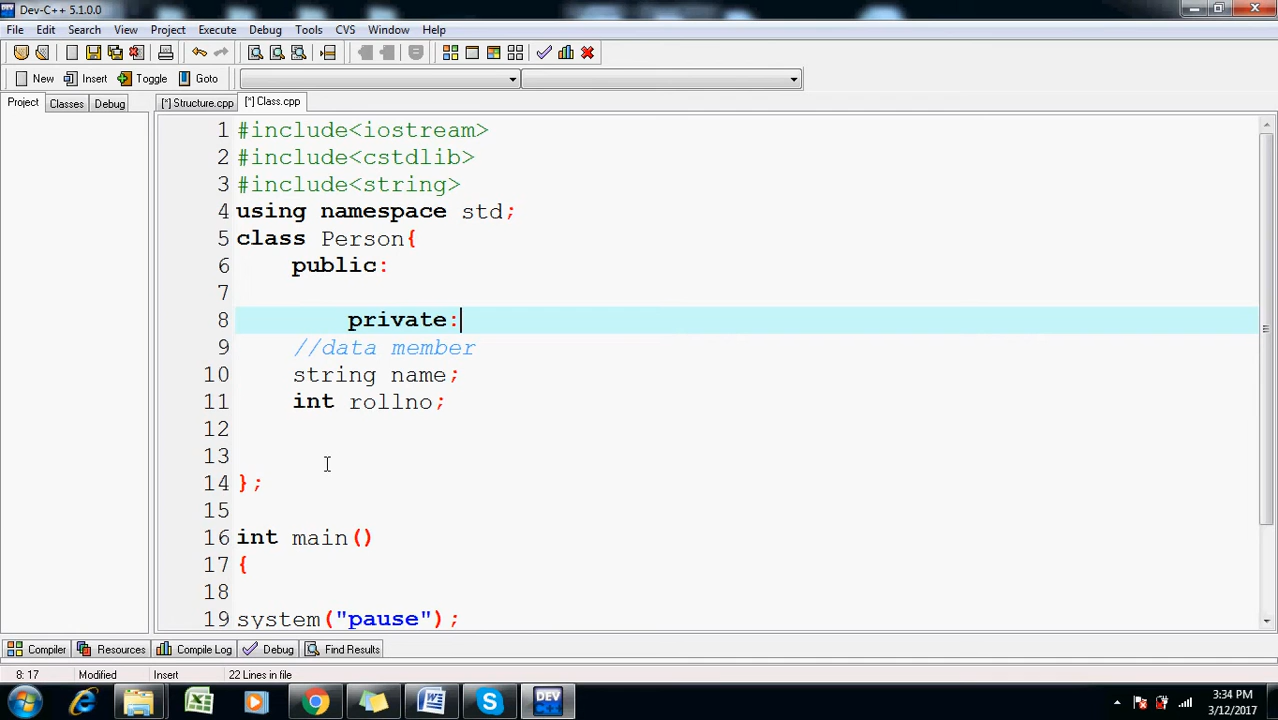 Dev-C++ 5.1.0.0
File Edit Search View Project Execute Debug Tools CVS Window Help
New Insert Toggle Goto
Project Classes Debug [*] Structure.cpp [*] Class.cpp
1 #include<iostream>
2 #include<cstdlib>
3 #include<string>
4 using namespace std;
5 class Person{
6 public:
7
8 private:
9 //data member
10 string name;
11 int rollno;
12
13
14 };
15
16 int main()
17 {
18
19 system("pause");
Compiler Resources Compile Log Debug Find Results
8: 17 Modified Insert 22 Lines in file
DEV
3:34 PM
3/12/2017